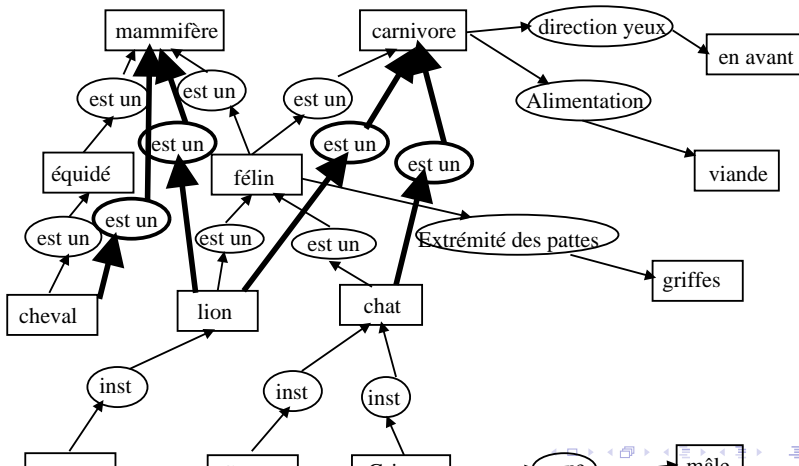 mammifère
carnivore
direction yeux
en avant
est un
est un
est un
Alimentation
est un
est un
est un
équidé
félin
viande
est un
est un
est un
est un
Extrémité des pattes
griffes
cheval
lion
chat
inst
inst
inst
mâle